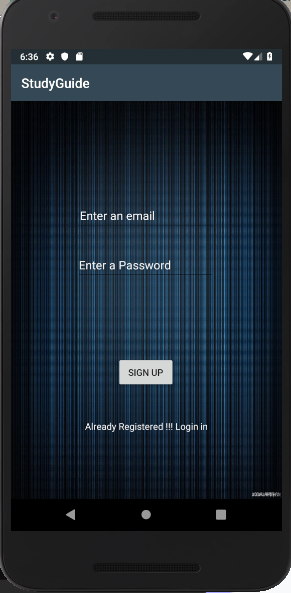 6:36
StudyGuide
Enter an email
Enter a Password
SIGN UP
Already Registered !!! Login in